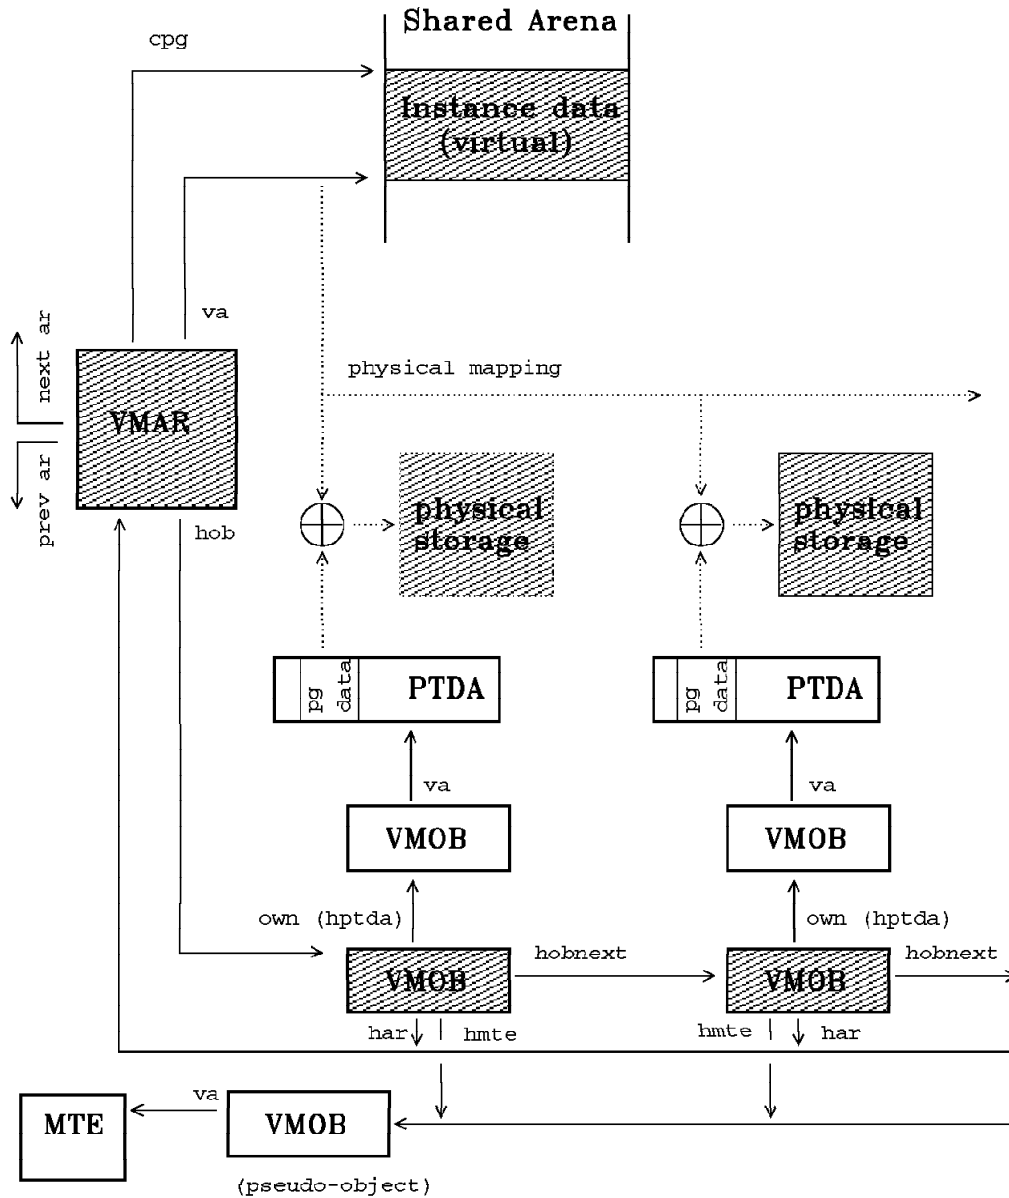 Shared Arena
cpg
Instance data
(virtual)
va
next ar
physical mapping
VMAR
prev ar
hob
physical
storage
physical
storage
pg
data
PTDA
pg
data
PTDA
va
va
VMOB
VMOB
own (hptda)
own (hptda)
VMOB
hobnext
VMOB
hobnext
har
hmte
hmte
har
va
MTE
VMOB
(pseudo-object)